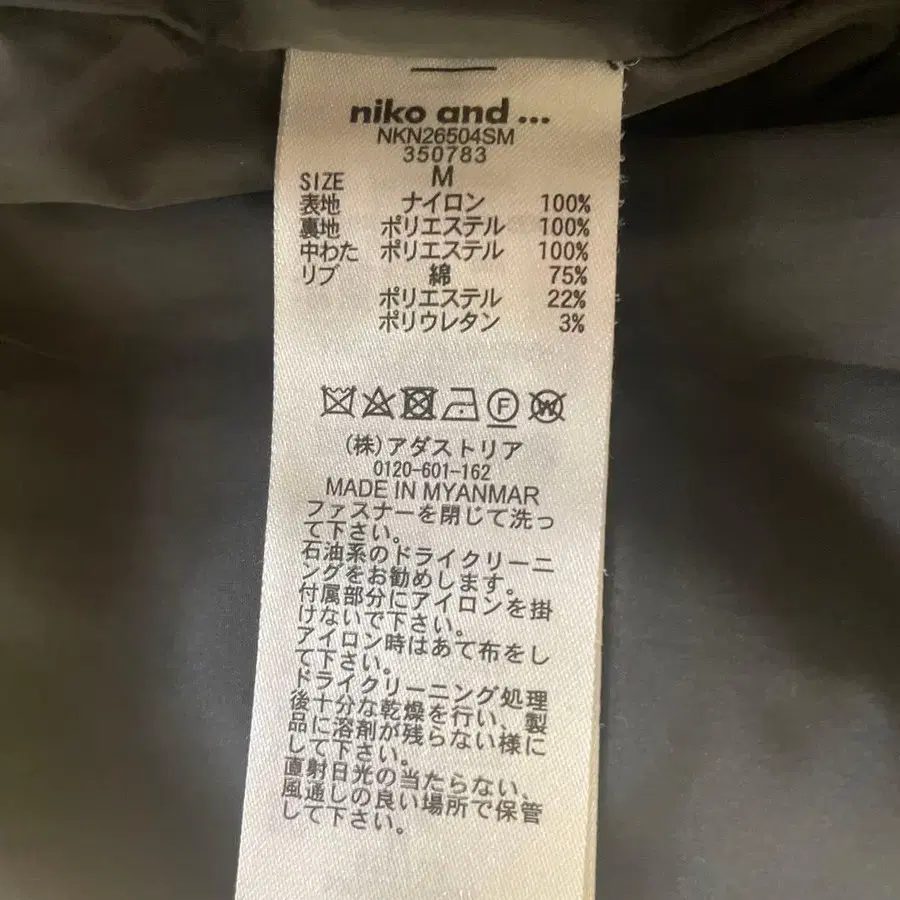 niko and ...
NKN26504SM
350783
SIZE M
表地 ナイロン 100%
裏地 ポリエステル 100%
中わた ポリエステル 100%
リブ 綿 75%
ポリエステル 22%
ポリウレタン 3%
F W
(株)アダストリア
0120-601-162
MADE IN MYANMAR
ファスナーを閉じて洗っ
て下さい。
石油系のドライクリーニ
ングをお勧めします。
付属部分にアイロンを掛
けないで下さい。
アイロン時はあて布をし
て下さい。
ドライクリーニング処理
後十分な乾燥を行い、製
品に溶剤が残らない様に
して下さい。
直射日光の当たらない、
風通しの良い場所で保管
して下さい。